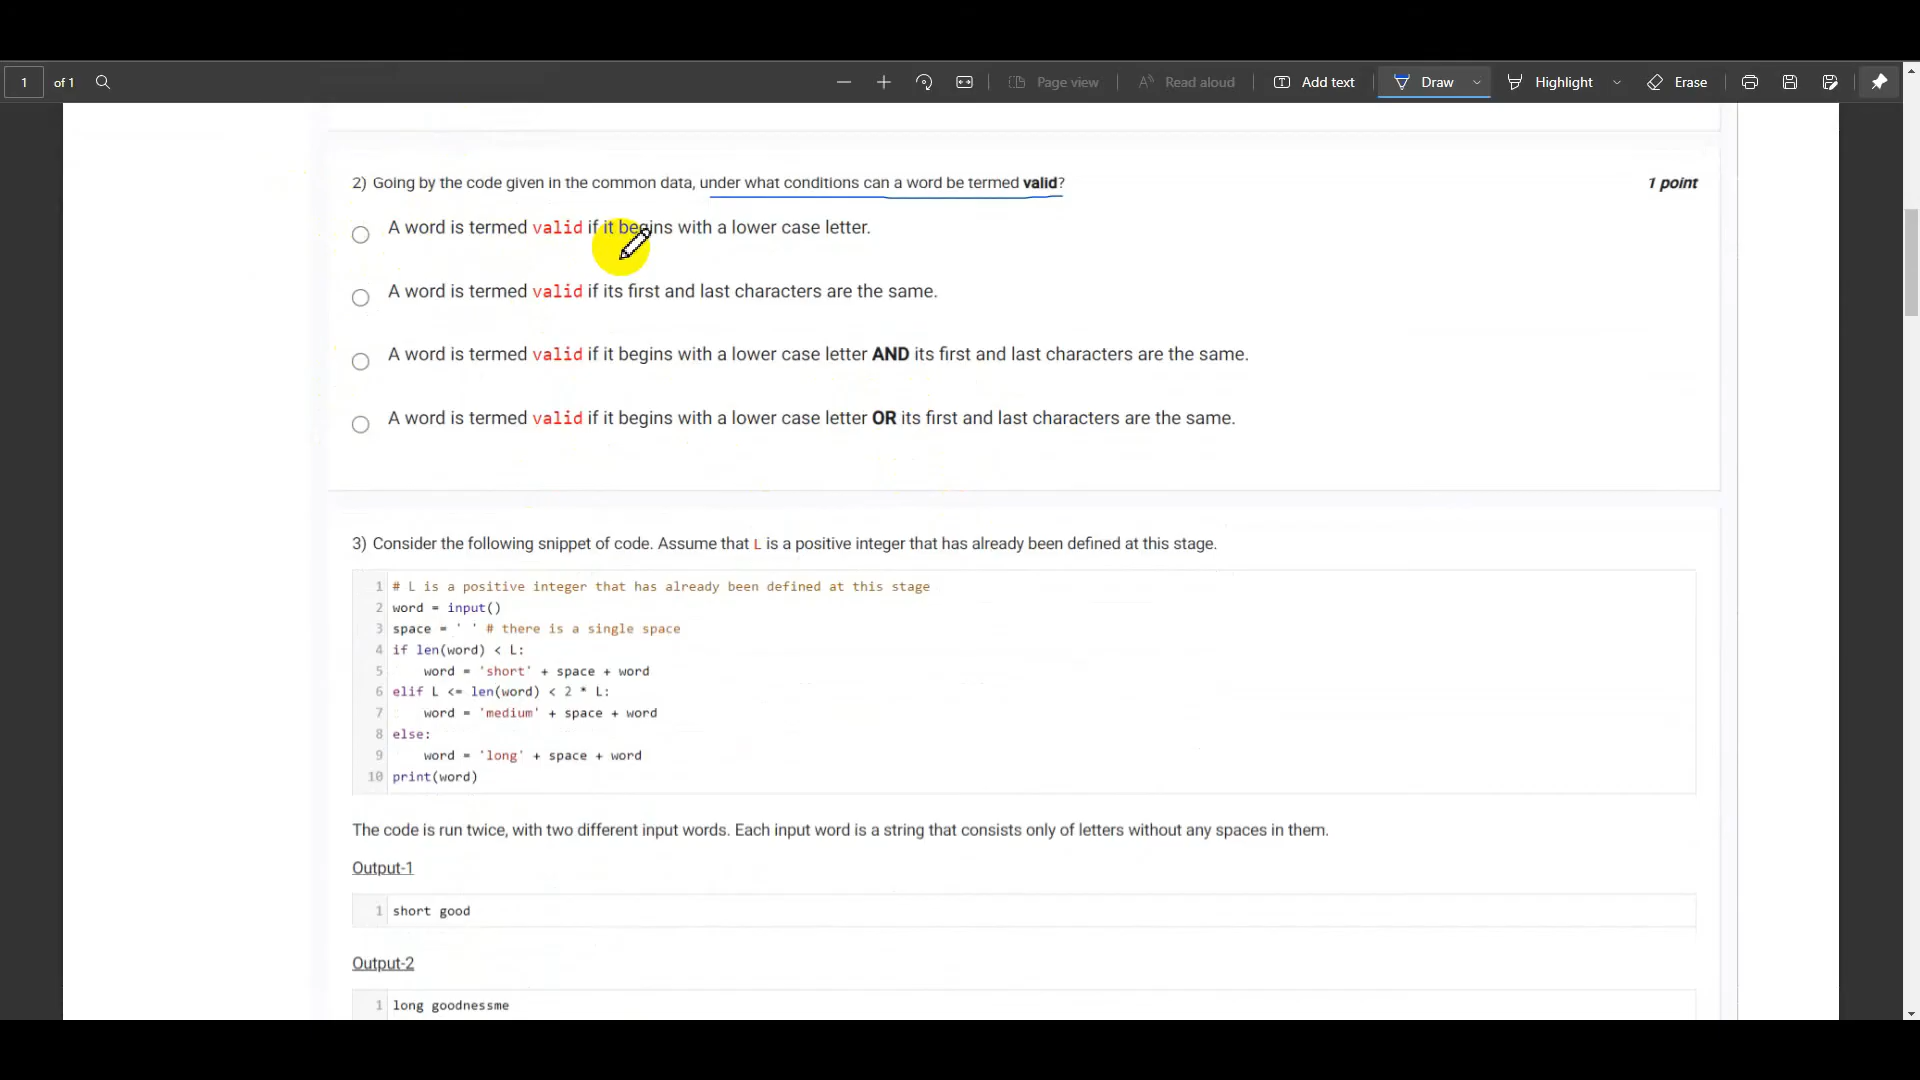 1 of 1 Page view Read aloud Add text Draw Highlight Erase
2) Going by the code given in the common data, under what conditions can a word be termed valid? 1 point
A word is termed valid if it begins with a lower case letter.
A word is termed valid if its first and last characters are the same.
A word is termed valid if it begins with a lower case letter AND its first and last characters are the same.
A word is termed valid if it begins with a lower case letter OR its first and last characters are the same.
3) Consider the following snippet of code. Assume that L is a positive integer that has already been defined at this stage.
1 # L is a positive integer that has already been defined at this stage
2 word = input()
3 space = ' ' # there is a single space
4 if len(word) < L:
5 word = 'short' + space + word
6 elif L <= len(word) < 2 * L:
7 word = 'medium' + space + word
8 else:
9 word = 'long' + space + word
10 print(word)
The code is run twice, with two different input words. Each input word is a string that consists only of letters without any spaces in them.
Output-1
1 short good
Output-2
1 long goodnessme